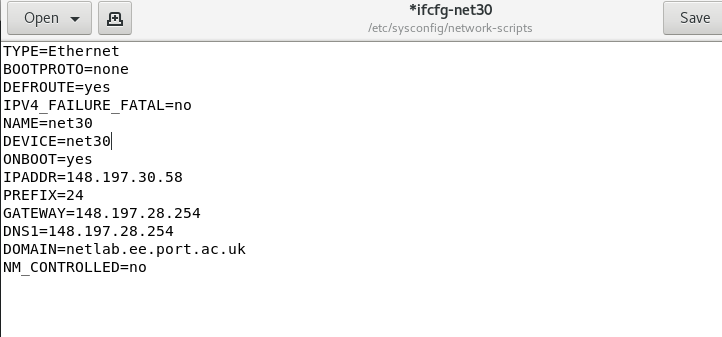 Open
*ifcfg-net30
/etc/sysconfig/network-scripts
Save
TYPE=Ethernet
BOOTPROTO=none
DEFROUTE=yes
IPV4_FAILURE_FATAL=no
NAME=net30
DEVICE=net30
ONBOOT=yes
IPADDR=148.197.30.58
PREFIX=24
GATEWAY=148.197.28.254
DNS1=148.197.28.254
DOMAIN=netlab.ee.port.ac.uk
NM_CONTROLLED=no